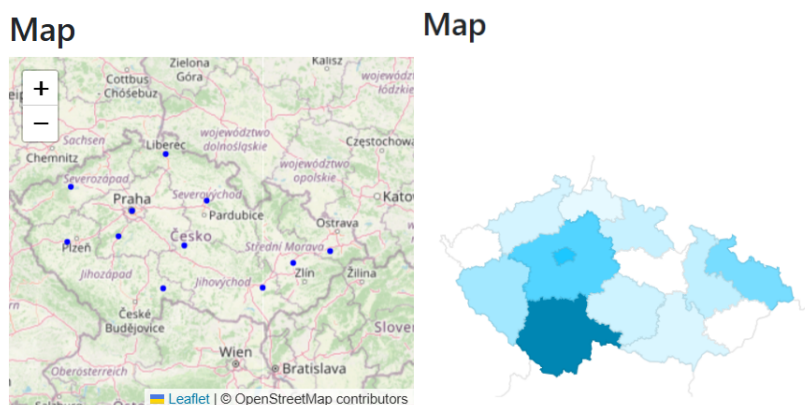 Map
Map
+
−
Zielona
Góra
Kalisz
Cottbus
- Chóśebuz
województwo
łódzkie
Sachsen
Liberec
województwo
dolnośląskie
Częstochowa
Chemnitz
Severozápad
województwo
opolskie
Praha
Severovýchod
Pardubice
Ostrava
Plzeň
Česko
Střední Morava
Jihozápad
Jihovýchod
Zlín
Žilina
České
Budějovice
Wien
Bratislava
Oberösterreich
Leaflet | © OpenStreetMap contributors